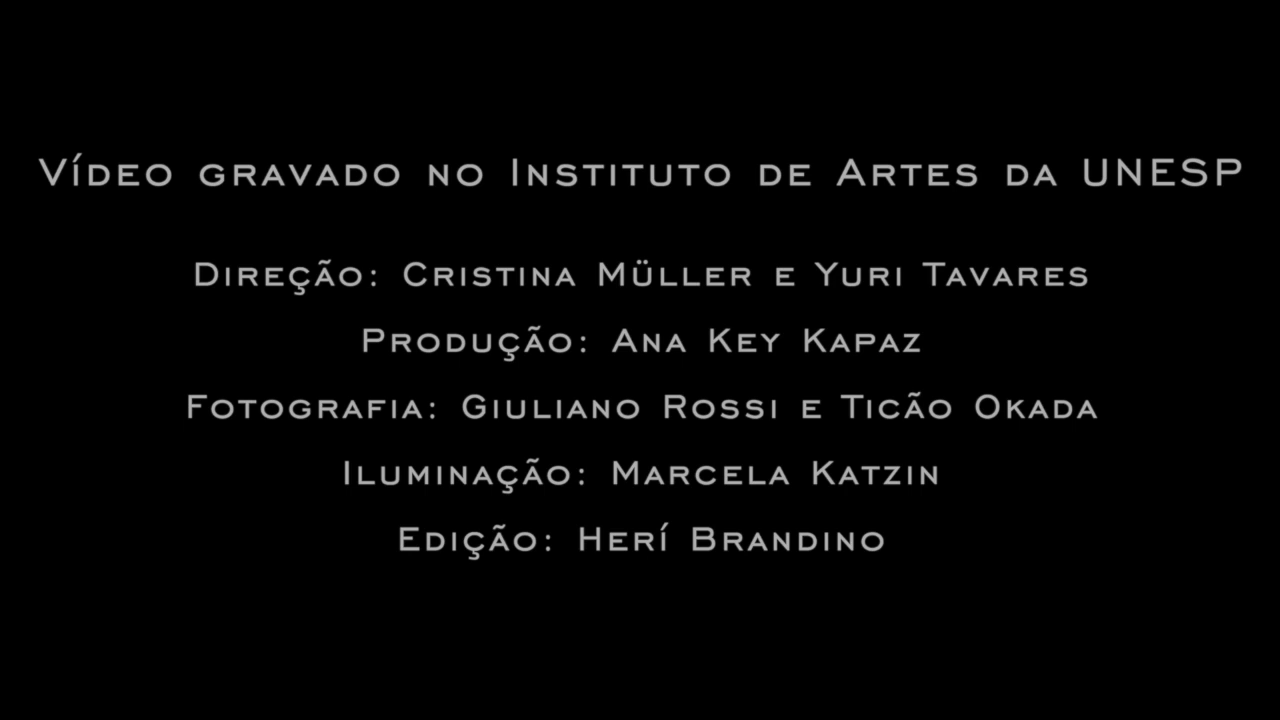 Vídeo gravado no Instituto de Artes da UNESP
Direção: Cristina Müller e Yuri Tavares
Produção: Ana Key Kapaz
Fotografia: Giuliano Rossi e Ticão Okada
Iluminação: Marcela Katzin
Edição: Herí Brandino